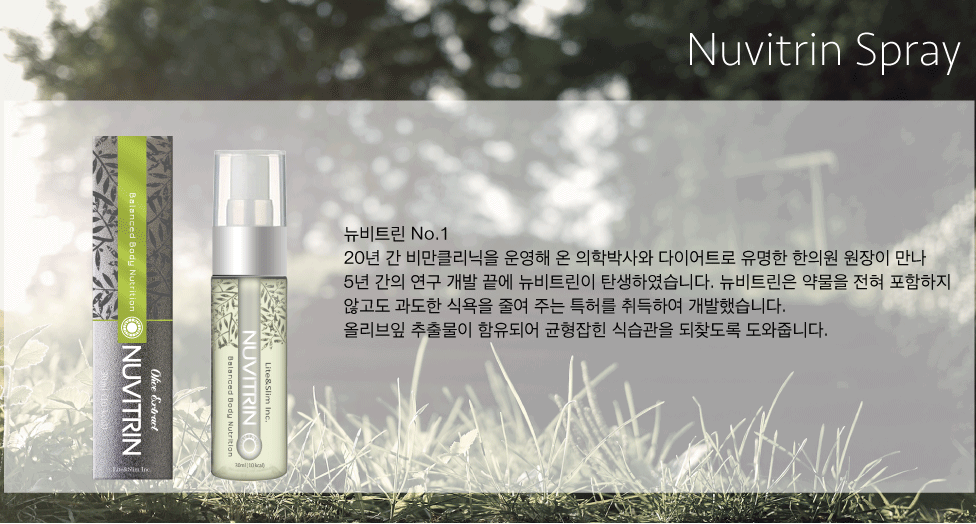 Nuvitrin Spray
뉴비트린 No.1
20년 간 비만클리닉을 운영해 온 의학박사와 다이어트로 유명한 한의원 원장이 만나
5년 간의 연구 개발 끝에 뉴비트린이 탄생하였습니다. 뉴비트린은 약물을 전혀 포함하지
않고도 과도한 식욕을 줄여 주는 특허를 취득하여 개발했습니다.
올리브잎 추출물이 함유되어 균형잡힌 식습관을 되찾도록 도와줍니다.
Balanced Body Nutrition
NUVITRIN
Olive Extract
Lite&Slim Inc.
NUVITRIN
Balanced Body Nutrition
Lite&Slim Inc.